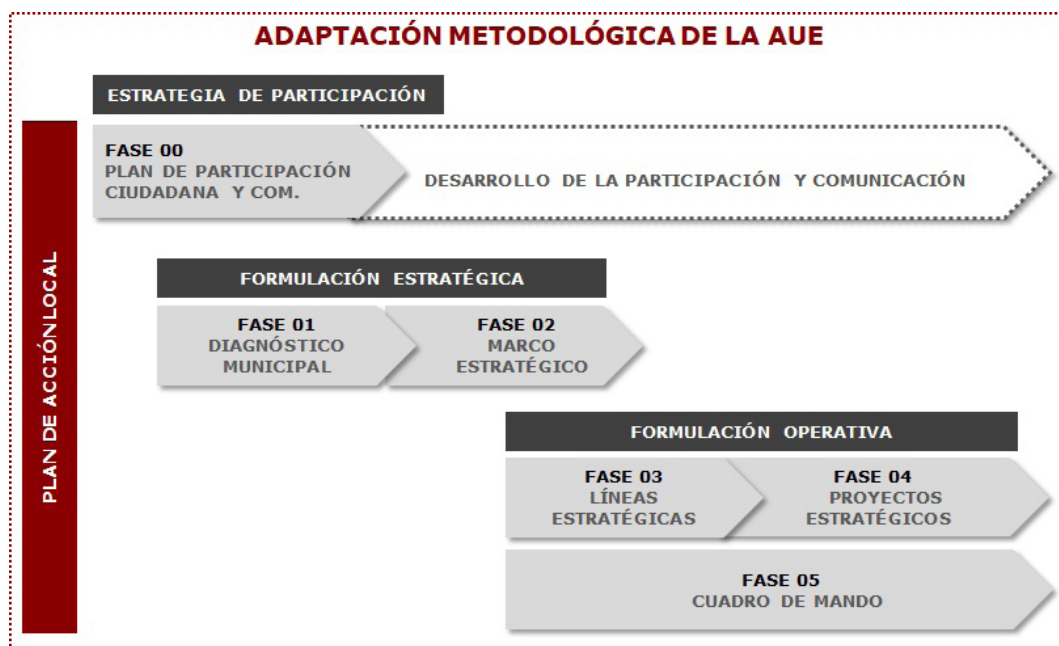 ADAPTACIÓN METODOLÓGICA DE LA AUE
PLAN DE ACCIÓN LOCAL
ESTRATEGIA DE PARTICIPACIÓN
FASE 00
PLAN DE PARTICIPACIÓN
CIUDADANA Y COM.
DESARROLLO DE LA PARTICIPACIÓN Y COMUNICACIÓN
FORMULACIÓN ESTRATÉGICA
FASE 01
DIAGNÓSTICO
MUNICIPAL
FASE 02
MARCO
ESTRATÉGICO
FORMULACIÓN OPERATIVA
FASE 03
LÍNEAS
ESTRATÉGICAS
FASE 04
PROYECTOS
ESTRATÉGICOS
FASE 05
CUADRO DE MANDO